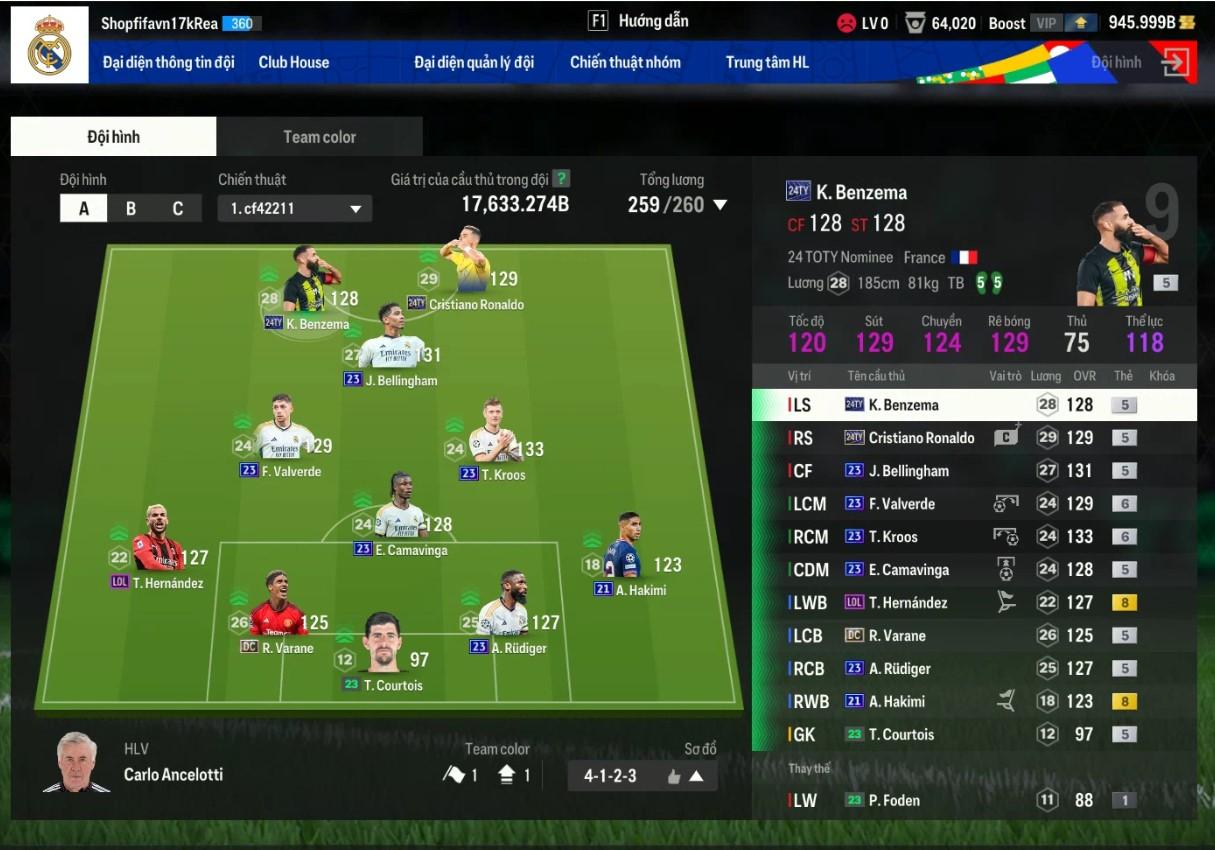 Shopfifavn17kRea 360
F1 Hướng dẫn
LV 0 64,020 Boost VIP 945.999B
Đại diện thông tin đội Club House Đại diện quản lý đội Chiến thuật nhóm Trung tâm HL Đội hình
Đội hình Team color
Đội hình Chiến thuật Giá trị của cầu thủ trong đội ? Tổng lương
A B C 1.cf42211 17,633.274B 259/260
28 128
24TY K. Benzema
29 129
24TY Cristiano Ronaldo
27 131
23 J. Bellingham
24 129
23 F. Valverde
24 133
23 T. Kroos
24 128
23 E. Camavinga
22 127
LOL T. Hernández
18 123
21 A. Hakimi
26 125
DC R. Varane
25 127
23 A. Rüdiger
12 97
23 T. Courtois
HLV
Carlo Ancelotti
Team color
1 1
Sơ đồ
4-1-2-3
24TY K. Benzema 9
CF 128 ST 128
24 TOTY Nominee France
Lương 28 185cm 81kg TB 5 5
5
Tốc độ Sút Chuyền Rê bóng Thủ Thể lực
120 129 124 129 75 118
Vị trí Tên cầu thủ Vai trò Lương OVR Thẻ Khóa
LS 24TY K. Benzema 28 128 5
RS 24TY Cristiano Ronaldo C 29 129 5
CF 23 J. Bellingham 27 131 5
LCM 23 F. Valverde 24 129 6
RCM 23 T. Kroos 24 133 6
CDM 23 E. Camavinga 24 128 5
LWB LOL T. Hernández 22 127 8
LCB DC R. Varane 26 125 5
RCB 23 A. Rüdiger 25 127 5
RWB 21 A. Hakimi 18 123 8
GK 23 T. Courtois 12 97 5
Thay thế
LW 23 P. Foden 11 88 1